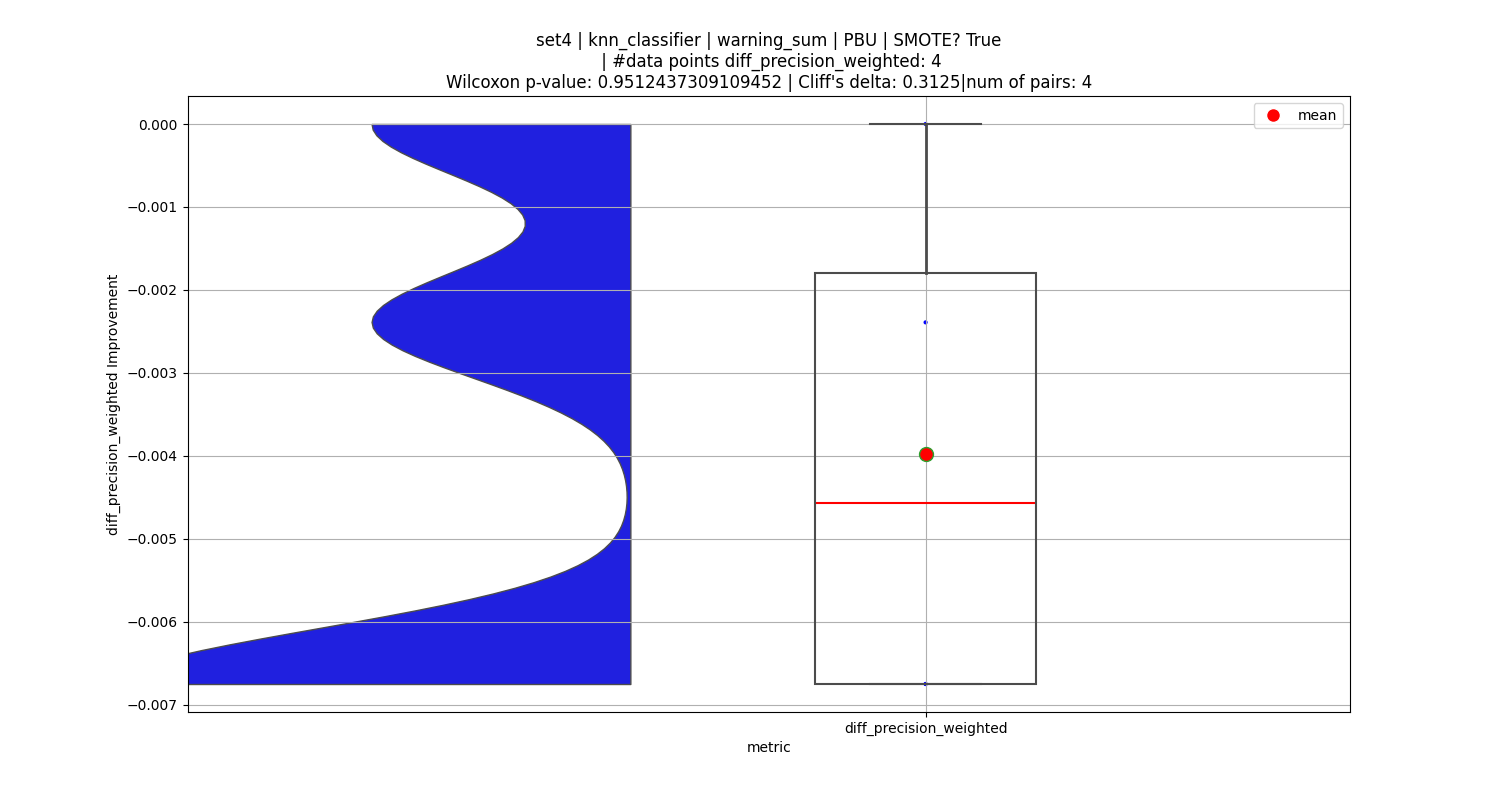 set4 | knn_classifier | warning_sum | PBU | SMOTE? True
| #data points diff_precision_weighted: 4
Wilcoxon p-value: 0.9512437309109452 | Cliff's delta: 0.3125|num of pairs: 4
mean
0.000
−0.001
−0.002
−0.003
−0.004
−0.005
−0.006
−0.007
diff_precision_weighted Improvement
diff_precision_weighted
metric